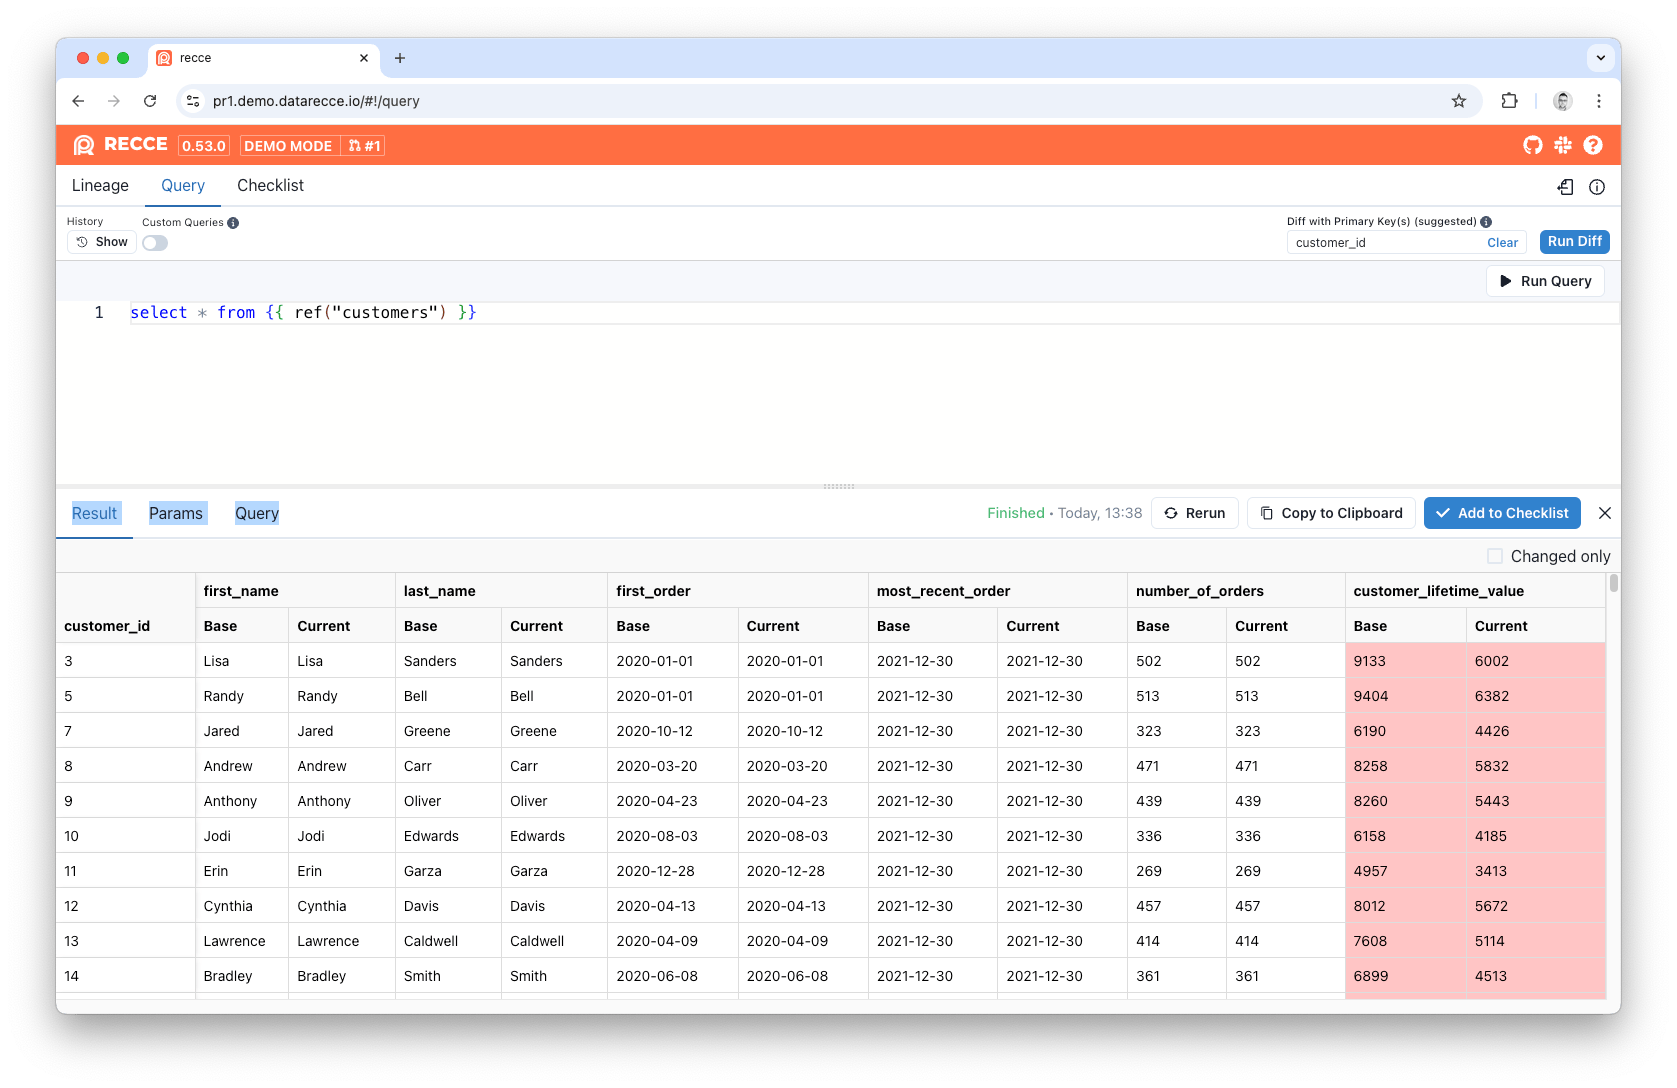 recce
pr1.demo.datarecce.io/#!/query
RECCE 0.53.0 DEMO MODE #1
Lineage Query Checklist
History Custom Queries Diff with Primary Key(s) (suggested)
Show customer_id Clear Run Diff
Run Query
1 select * from {{ ref("customers") }}
Result Params Query Finished • Today, 13:38 Rerun Copy to Clipboard Add to Checklist
Changed only
first_name last_name first_order most_recent_order number_of_orders customer_lifetime_value
customer_id Base Current Base Current Base Current Base Current Base Current Base Current
3 Lisa Lisa Sanders Sanders 2020-01-01 2020-01-01 2021-12-30 2021-12-30 502 502 9133 6002
5 Randy Randy Bell Bell 2020-01-01 2020-01-01 2021-12-30 2021-12-30 513 513 9404 6382
7 Jared Jared Greene Greene 2020-10-12 2020-10-12 2021-12-30 2021-12-30 323 323 6190 4426
8 Andrew Andrew Carr Carr 2020-03-20 2020-03-20 2021-12-30 2021-12-30 471 471 8258 5832
9 Anthony Anthony Oliver Oliver 2020-04-23 2020-04-23 2021-12-30 2021-12-30 439 439 8260 5443
10 Jodi Jodi Edwards Edwards 2020-08-03 2020-08-03 2021-12-30 2021-12-30 336 336 6158 4185
11 Erin Erin Garza Garza 2020-12-28 2020-12-28 2021-12-30 2021-12-30 269 269 4957 3413
12 Cynthia Cynthia Davis Davis 2020-04-13 2020-04-13 2021-12-30 2021-12-30 457 457 8012 5672
13 Lawrence Lawrence Caldwell Caldwell 2020-04-09 2020-04-09 2021-12-30 2021-12-30 414 414 7608 5114
14 Bradley Bradley Smith Smith 2020-06-08 2020-06-08 2021-12-30 2021-12-30 361 361 6899 4513